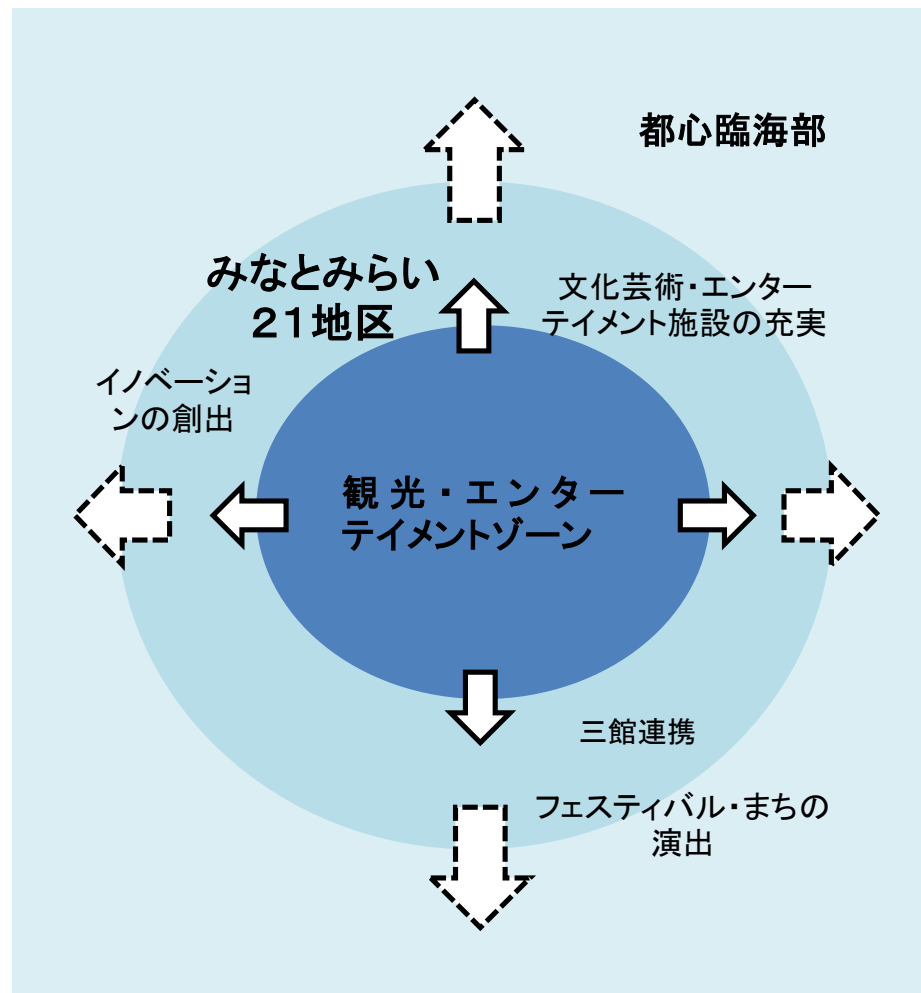 都心臨海部
みなとみらい
２１地区
文化芸術・エンター
テイメント施設の充実
イノベーショ
ンの創出
観光・エンター
テイメントゾーン
三館連携
フェスティバル・まちの
演出